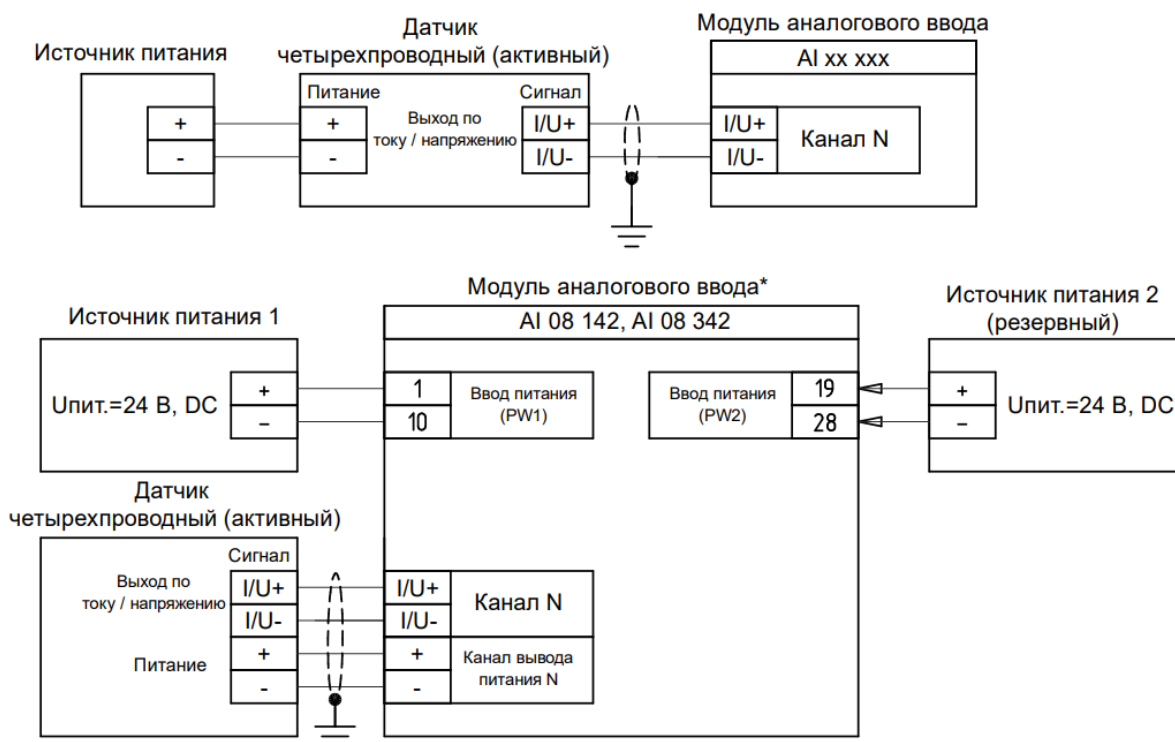 Источник питания
Датчик
четырехпроводный (активный)
Модуль аналогового ввода
AI xx xxx
Питание
Сигнал
+
-
+
-
Выход по
току / напряжению
I/U+
I/U-
I/U+
I/U-
Канал N
Модуль аналогового ввода*
AI 08 142, AI 08 342
Источник питания 1
Источник питания 2
(резервный)
Uпит.=24 В, DC
+
-
1
10
Ввод питания
(PW1)
Ввод питания
(PW2)
19
28
+
-
Uпит.=24 В, DC
Датчик
четырехпроводный (активный)
Сигнал
Выход по
току / напряжению
I/U+
I/U-
I/U+
I/U-
Канал N
Питание
+
-
+
-
Канал вывода
питания N